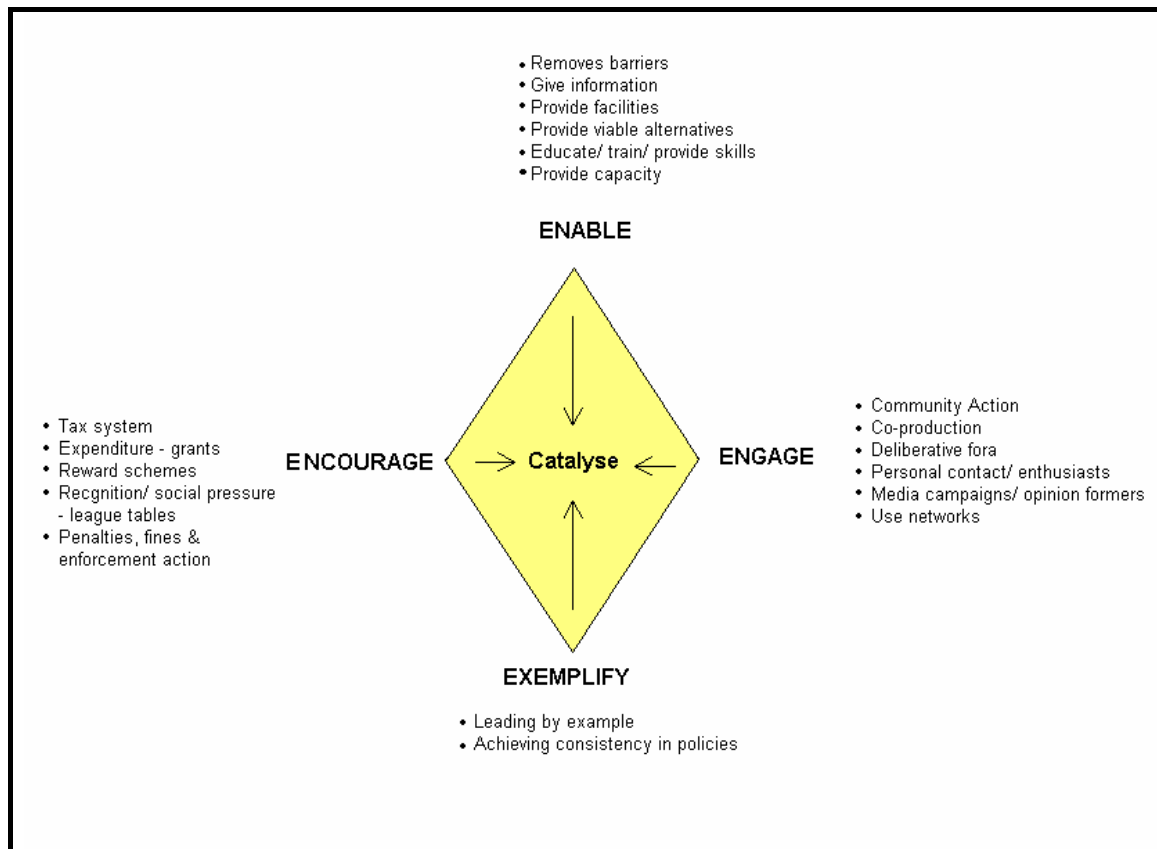 • Removes barriers
• Give information
• Provide facilities
• Provide viable alternatives
• Educate/ train/ provide skills
• Provide capacity
ENABLE
• Tax system
• Expenditure - grants
• Reward schemes
• Recgnition/ social pressure
- league tables
• Penalties, fines &
enforcement action
ENCOURAGE
Catalyse
ENGAGE
• Community Action
• Co-production
• Deliberative fora
• Personal contact/ enthusiasts
• Media campaigns/ opinion formers
• Use networks
EXEMPLIFY
• Leading by example
• Achieving consistency in policies